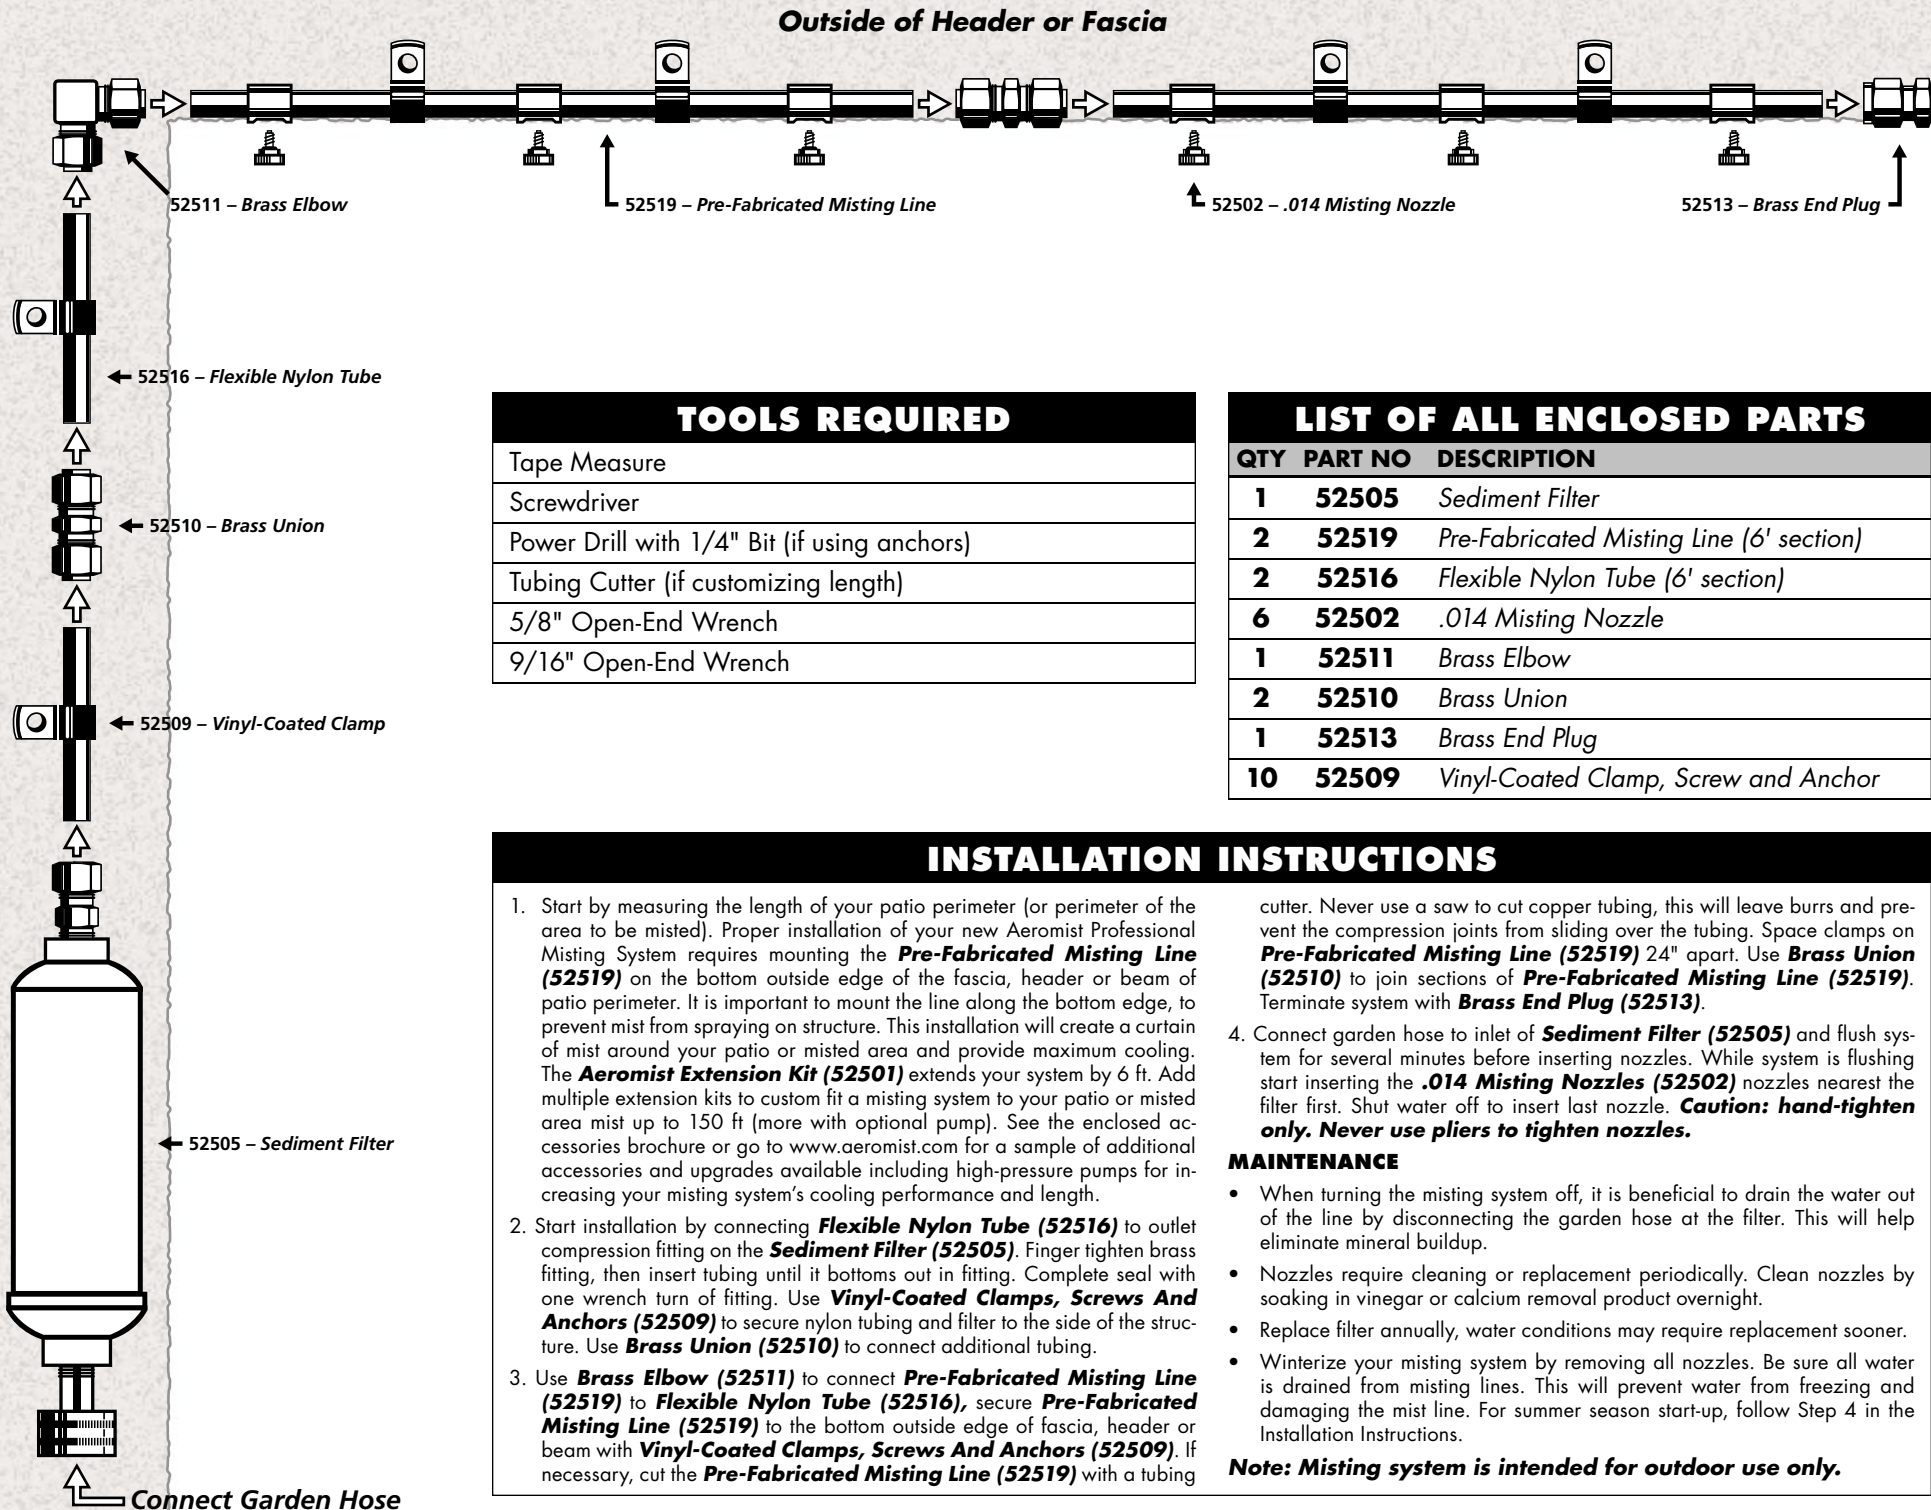 Outside of Header or Fascia
52511 – Brass Elbow
52519 – Pre-Fabricated Misting Line
52502 – .014 Misting Nozzle
52513 – Brass End Plug
52516 – Flexible Nylon Tube
52510 – Brass Union
52509 – Vinyl-Coated Clamp
52505 – Sediment Filter
Connect Garden Hose
TOOLS REQUIRED
Tape Measure
Screwdriver
Power Drill with 1/4" Bit (if using anchors)
Tubing Cutter (if customizing length)
5/8" Open-End Wrench
9/16" Open-End Wrench
LIST OF ALL ENCLOSED PARTS
QTY PART NO DESCRIPTION
1 52505 Sediment Filter
2 52519 Pre-Fabricated Misting Line (6' section)
2 52516 Flexible Nylon Tube (6' section)
6 52502 .014 Misting Nozzle
1 52511 Brass Elbow
2 52510 Brass Union
1 52513 Brass End Plug
10 52509 Vinyl-Coated Clamp, Screw and Anchor
INSTALLATION INSTRUCTIONS
1. Start by measuring the length of your patio perimeter (or perimeter of the
area to be misted). Proper installation of your new Aeromist Professional
Misting System requires mounting the Pre-Fabricated Misting Line
(52519) on the bottom outside edge of the fascia, header or beam of
patio perimeter. It is important to mount the line along the bottom edge, to
prevent mist from spraying on structure. This installation will create a curtain
of mist around your patio or misted area and provide maximum cooling.
The Aeromist Extension Kit (52501) extends your system by 6 ft. Add
multiple extension kits to custom fit a misting system to your patio or misted
area mist up to 150 ft (more with optional pump). See the enclosed ac-
cessories brochure or go to www.aeromist.com for a sample of additional
accessories and upgrades available including high-pressure pumps for in-
creasing your misting system's cooling performance and length.
2. Start installation by connecting Flexible Nylon Tube (52516) to outlet
compression fitting on the Sediment Filter (52505). Finger tighten brass
fitting, then insert tubing until it bottoms out in fitting. Complete seal with
one wrench turn of fitting. Use Vinyl-Coated Clamps, Screws And
Anchors (52509) to secure nylon tubing and filter to the side of the struc-
ture. Use Brass Union (52510) to connect additional tubing.
3. Use Brass Elbow (52511) to connect Pre-Fabricated Misting Line
(52519) to Flexible Nylon Tube (52516), secure Pre-Fabricated
Misting Line (52519) to the bottom outside edge of fascia, header or
beam with Vinyl-Coated Clamps, Screws And Anchors (52509). If
necessary, cut the Pre-Fabricated Misting Line (52519) with a tubing
cutter. Never use a saw to cut copper tubing, this will leave burrs and pre-
vent the compression joints from sliding over the tubing. Space clamps on
Pre-Fabricated Misting Line (52519) 24" apart. Use Brass Union
(52510) to join sections of Pre-Fabricated Misting Line (52519).
Terminate system with Brass End Plug (52513).
4. Connect garden hose to inlet of Sediment Filter (52505) and flush sys-
tem for several minutes before inserting nozzles. While system is flushing
start inserting the .014 Misting Nozzles (52502) nozzles nearest the
filter first. Shut water off to insert last nozzle. Caution: hand-tighten
only. Never use pliers to tighten nozzles.
MAINTENANCE
• When turning the misting system off, it is beneficial to drain the water out
of the line by disconnecting the garden hose at the filter. This will help
eliminate mineral buildup.
• Nozzles require cleaning or replacement periodically. Clean nozzles by
soaking in vinegar or calcium removal product overnight.
• Replace filter annually, water conditions may require replacement sooner.
• Winterize your misting system by removing all nozzles. Be sure all water
is drained from misting lines. This will prevent water from freezing and
damaging the mist line. For summer season start-up, follow Step 4 in the
Installation Instructions.
Note: Misting system is intended for outdoor use only.